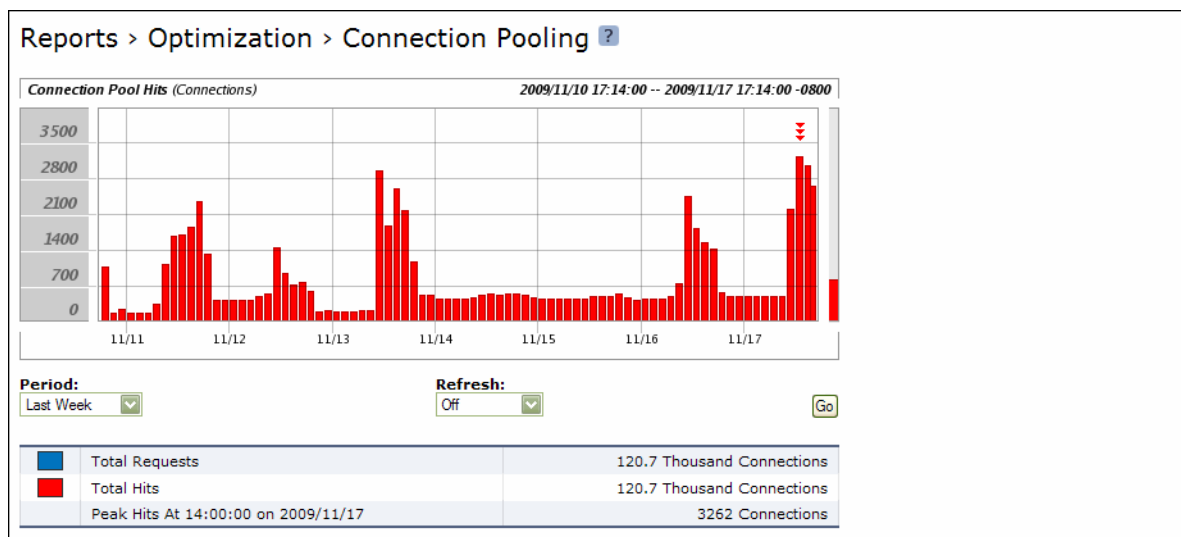 Reports › Optimization › Connection Pooling ?
Connection Pool Hits (Connections) 2009/11/10 17:14:00 -- 2009/11/17 17:14:00 -0800
3500
2800
2100
1400
700
0
11/11 11/12 11/13 11/14 11/15 11/16 11/17
Period: Refresh:
Last Week Off Go
Total Requests 120.7 Thousand Connections
Total Hits 120.7 Thousand Connections
Peak Hits At 14:00:00 on 2009/11/17 3262 Connections